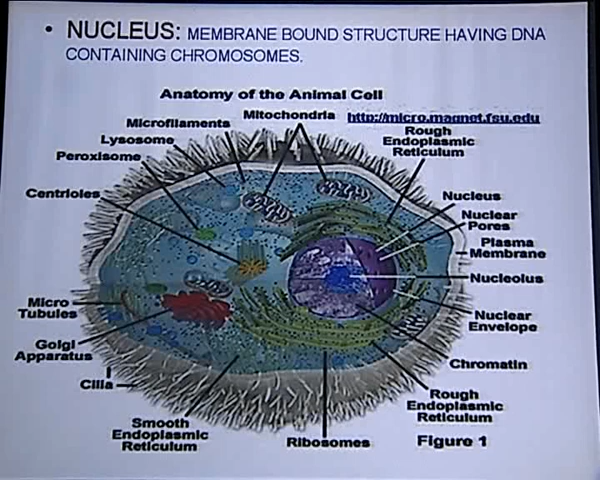 • NUCLEUS: MEMBRANE BOUND STRUCTURE HAVING DNA
CONTAINING CHROMOSOMES.
Anatomy of the Animal Cell
http://micro.magnet.fsu.edu
Mitochondria
Microfilaments
Lysosome
Peroxisome
Centrioles
Rough
Endoplasmic
Reticulum
Nucleus
Nuclear
Pores
Plasma
Membrane
Nucleolus
Nuclear
Envelope
Chromatin
Micro
Tubules
Golgi
Apparatus
Cilia
Smooth
Endoplasmic
Reticulum
Ribosomes
Rough
Endoplasmic
Reticulum
Figure 1